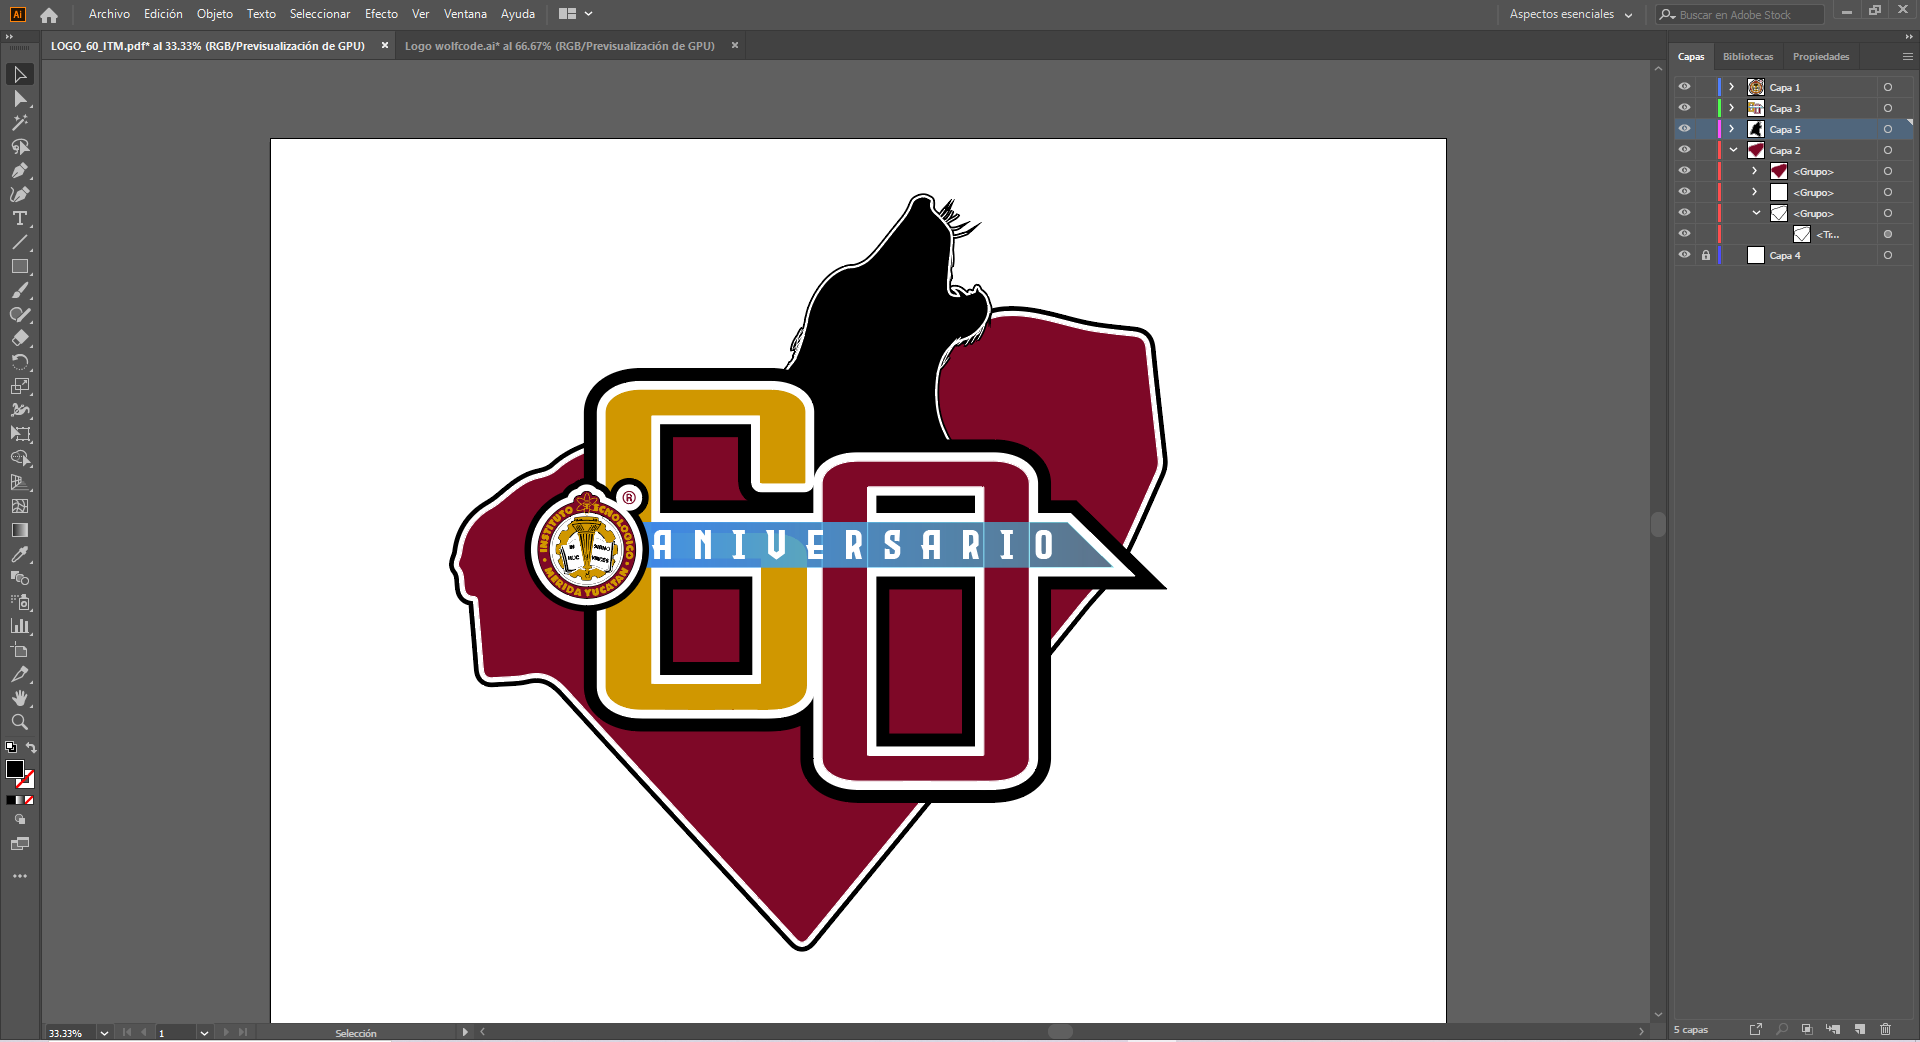 Ai Archivo Edición Objeto Texto Seleccionar Efecto Ver Ventana Ayuda Aspectos esenciales Buscar en Adobe Stock
LOGO_60_ITM.pdf* al 33.33% (RGB/Previsualización de GPU) × Logo wolfcode.ai* al 66.67% (RGB/Previsualización de GPU) ×
Capas Bibliotecas Propiedades
Capa 1
Capa 3
Capa 5
Capa 2
<Grupo>
<Grupo>
<Grupo>
<Tr...
Capa 4
60
®
INSTITUTO TECNOLOGICO
MERIDA YUCATAN
ANIVERSARIO
33.33% 1 Selección
5 capas